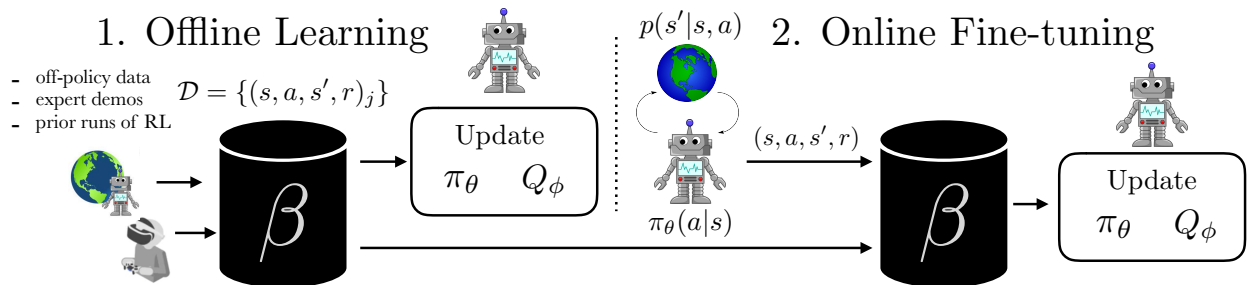 1. Offline Learning
- off-policy data
- expert demos
- prior runs of RL
𝒟 = {(s, a, s′, r)ⱼ}
β
Update
π_θ Q_ϕ
p(s′|s, a)
π_θ(a|s)
2. Online Fine-tuning
(s, a, s′, r)
β
Update
π_θ Q_ϕ